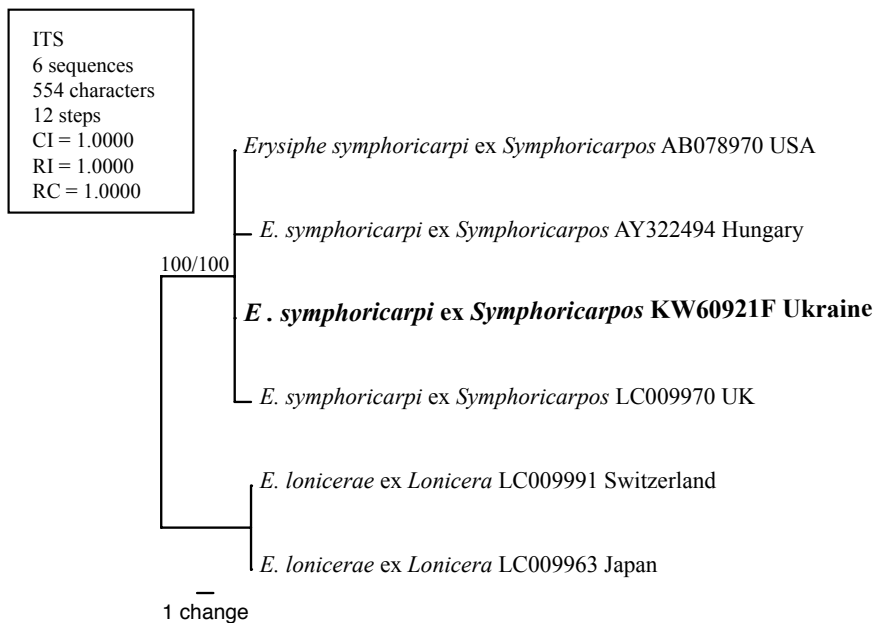 ITS
6 sequences
554 characters
12 steps
CI = 1.0000
RI = 1.0000
RC = 1.0000
Erysiphe symphoricarpi ex Symphoricarpos AB078970 USA
E. symphoricarpi ex Symphoricarpos AY322494 Hungary
100/100
E . symphoricarpi ex Symphoricarpos KW60921F Ukraine
E. symphoricarpi ex Symphoricarpos LC009970 UK
E. lonicerae ex Lonicera LC009991 Switzerland
E. lonicerae ex Lonicera LC009963 Japan
1 change